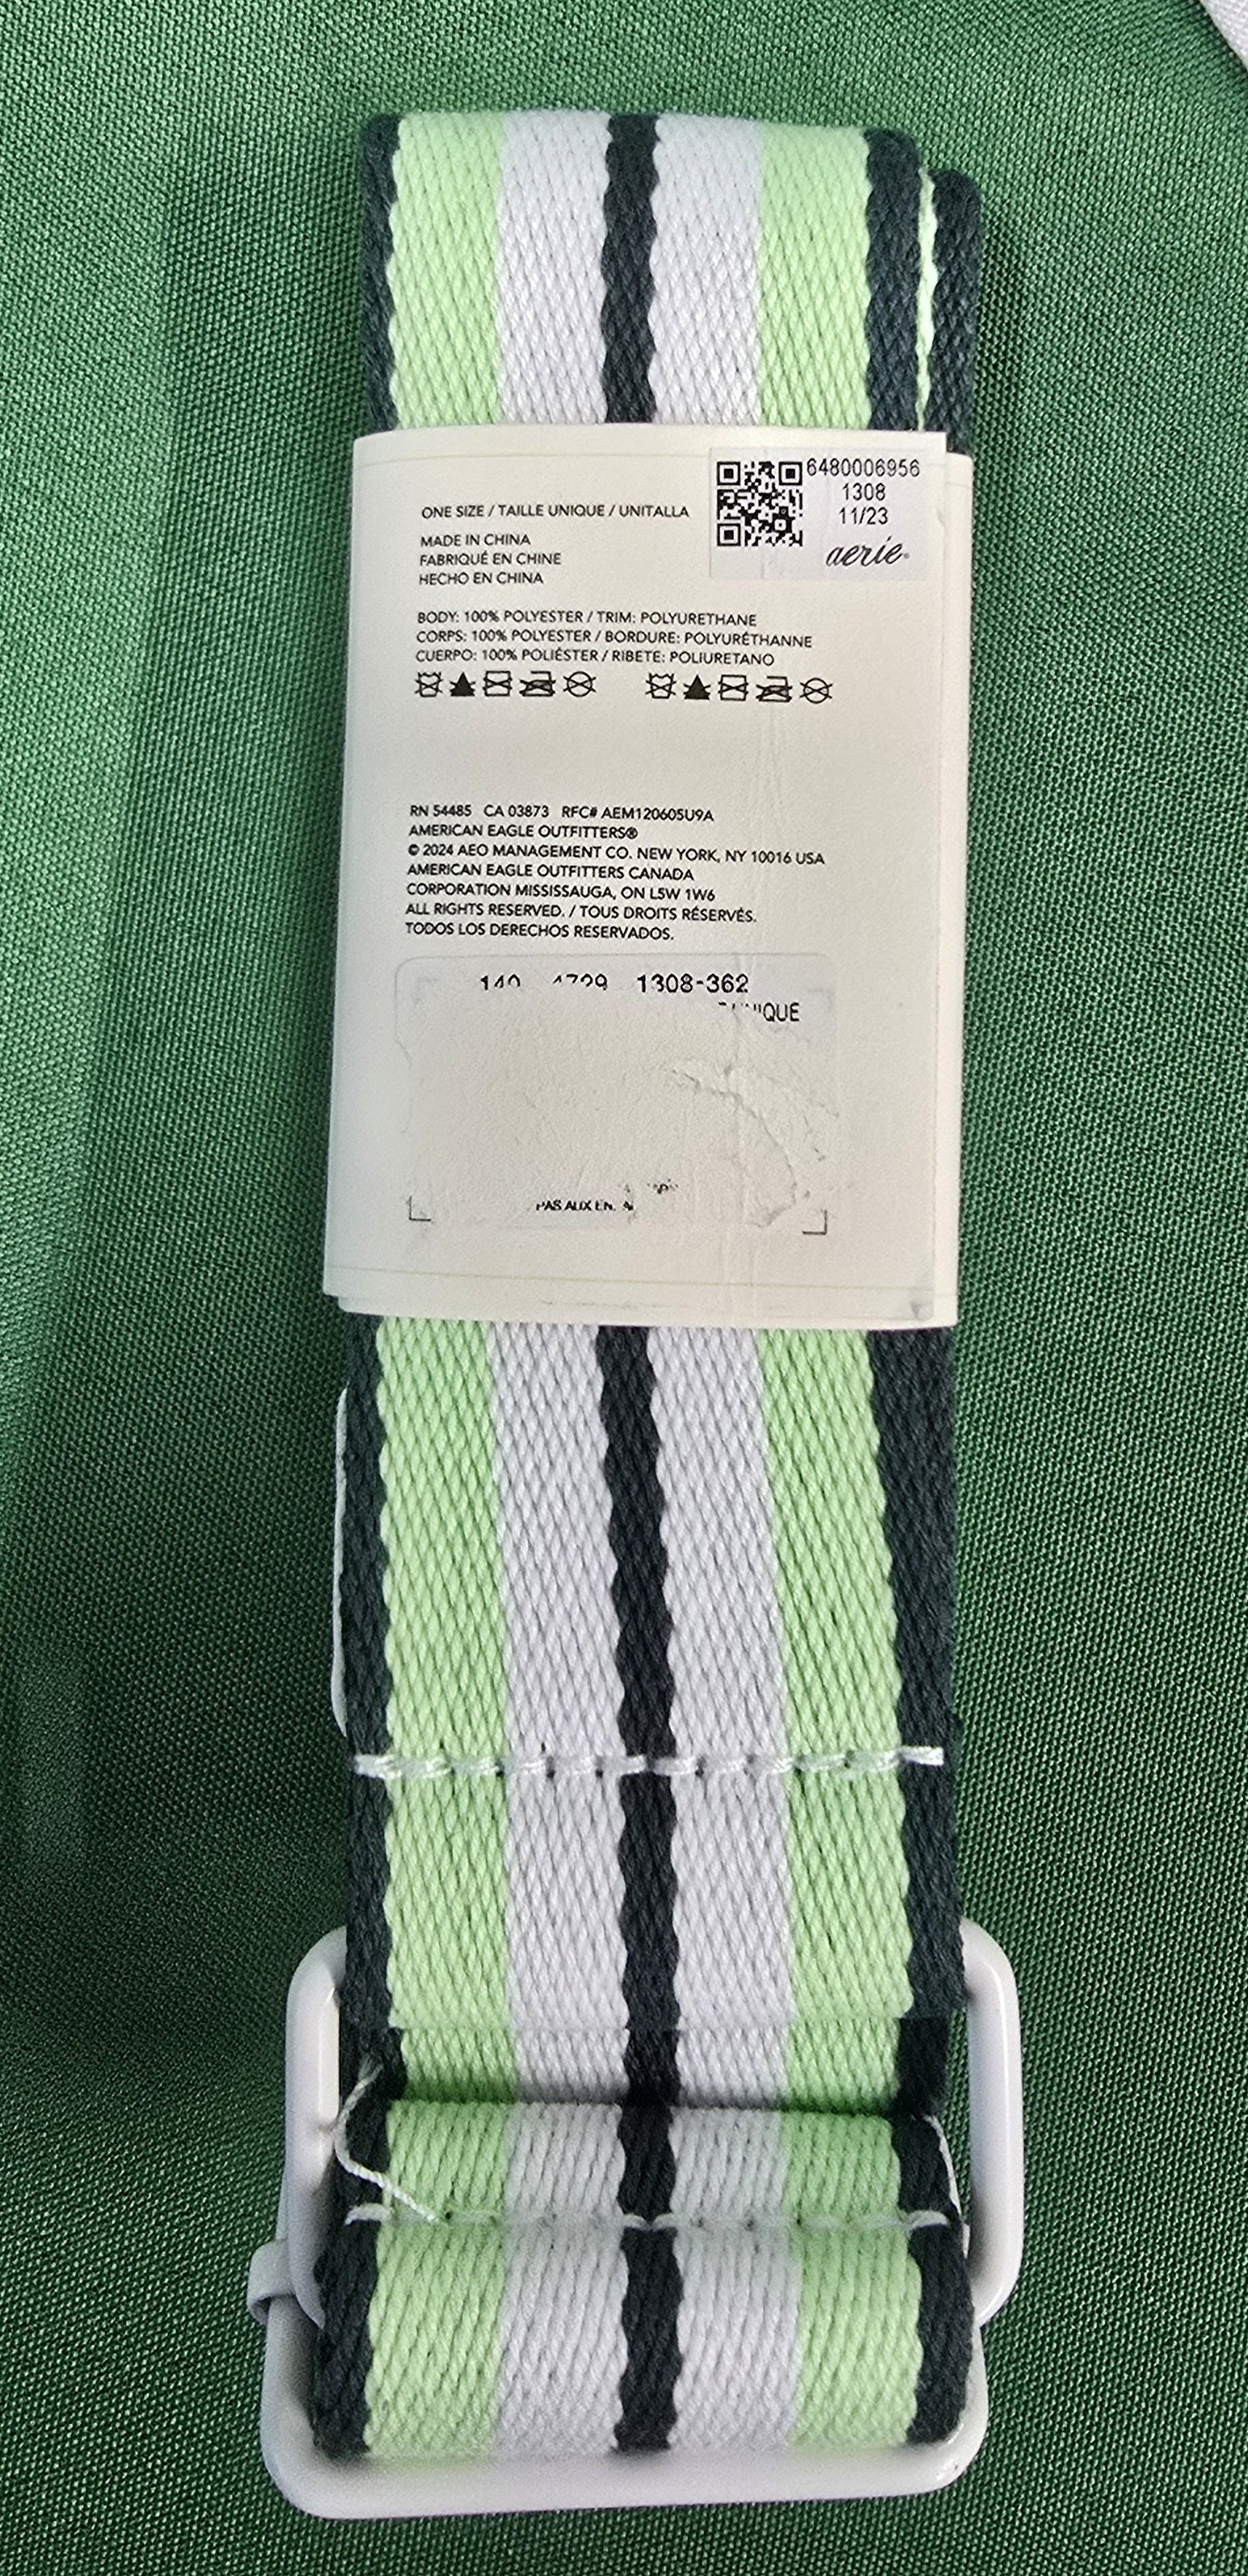 6480006956
1308
11/23
aerie®
ONE SIZE / TAILLE UNIQUE / UNITALLA
MADE IN CHINA
FABRIQUÉ EN CHINE
HECHO EN CHINA
BODY: 100% POLYESTER / TRIM: POLYURETHANE
CORPS: 100% POLYESTER / BORDURE: POLYURÉTHANNE
CUERPO: 100% POLIÉSTER / RIBETE: POLIURETANO
RN 54485 CA 03873 RFC# AEM120605U9A
AMERICAN EAGLE OUTFITTERS®
© 2024 AEO MANAGEMENT CO. NEW YORK, NY 10016 USA
AMERICAN EAGLE OUTFITTERS CANADA
CORPORATION MISSISSAUGA, ON L5W 1W6
ALL RIGHTS RESERVED. / TOUS DROITS RÉSERVÉS.
TODOS LOS DERECHOS RESERVADOS.
1308-362
PAS AUX